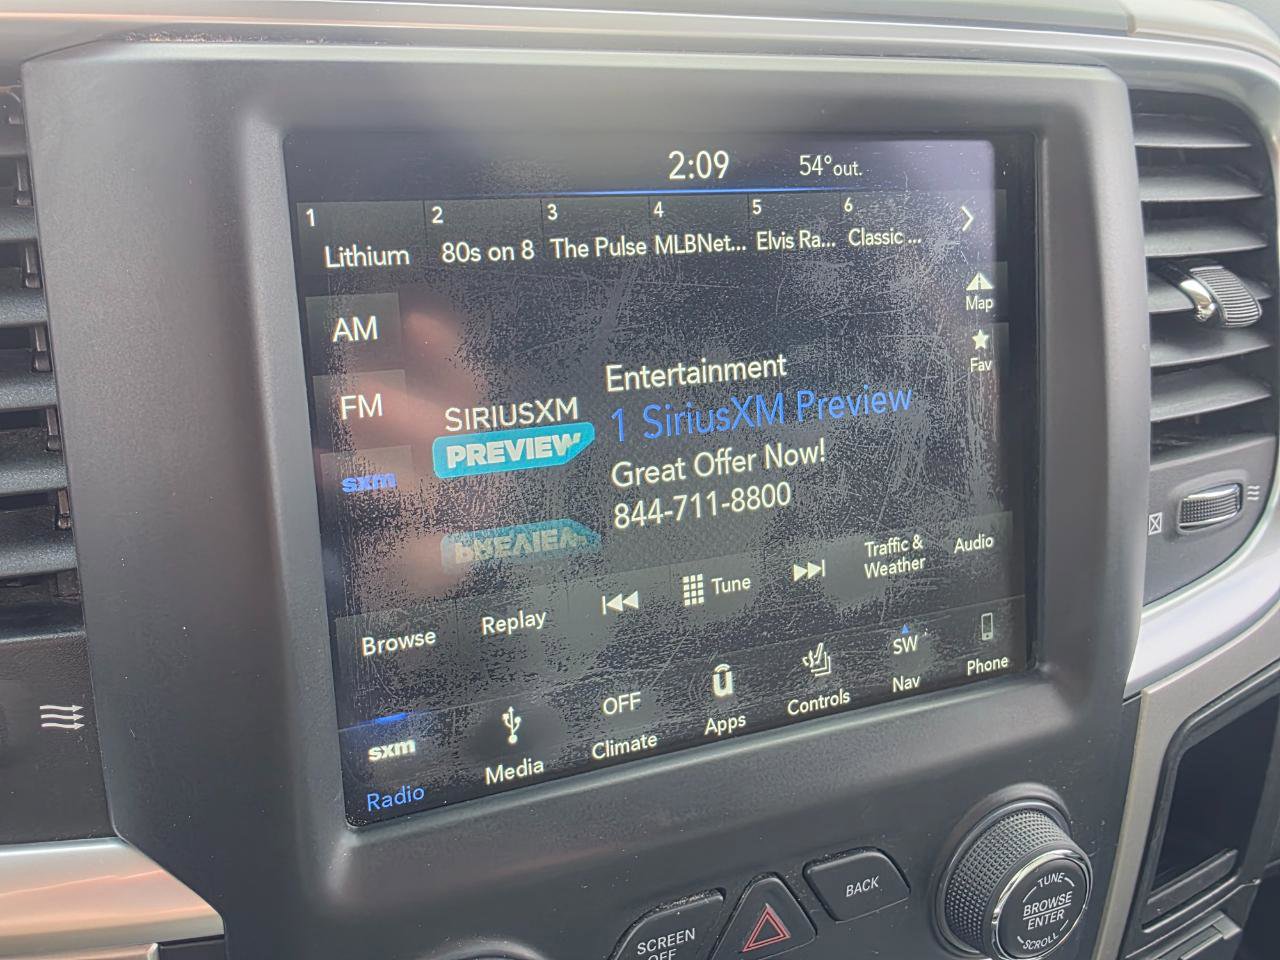 2:09 54°out.
1 2 3 4 5 6
Lithium 80s on 8 The Pulse MLBNet... Elvis Ra... Classic ...
Map
AM
Fav
Entertainment
FM
SIRIUSXM
1 SiriusXM Preview
PREVIEW
Great Offer Now!
sxm
844-711-8800
PREVIEW
Browse Replay Tune Traffic &
Weather
Audio
sxm OFF SW
Radio Media Climate Apps Controls Nav Phone
SCREEN
OFF
BACK
TUNE
BROWSE
ENTER
SCROLL